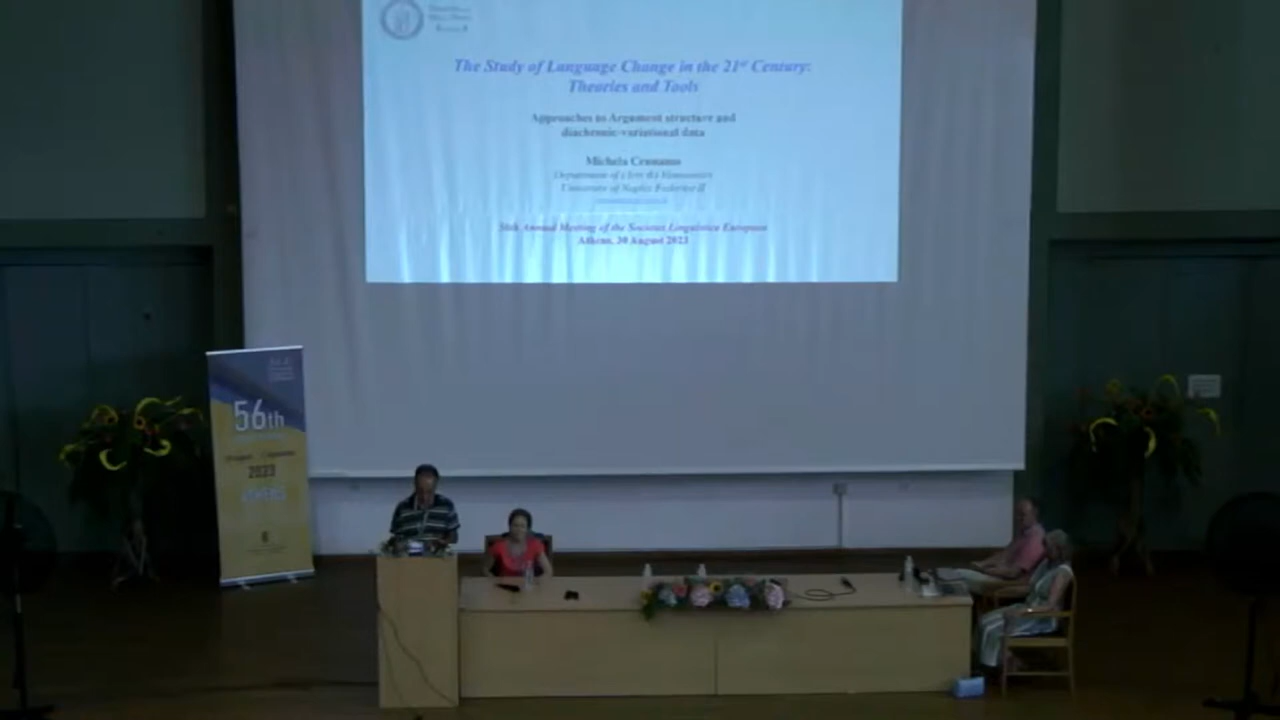 The Study of Language Change in the 21st Century:
Theories and Tools
Approaches to Argument structure and
diachronic-variational data
Michela Cennamo
Department of
University of Naples Federico II
56th Annual Meeting of the Societas Linguistica Europaea
Athens, 30 August 2023
56th
2023
ATHENS